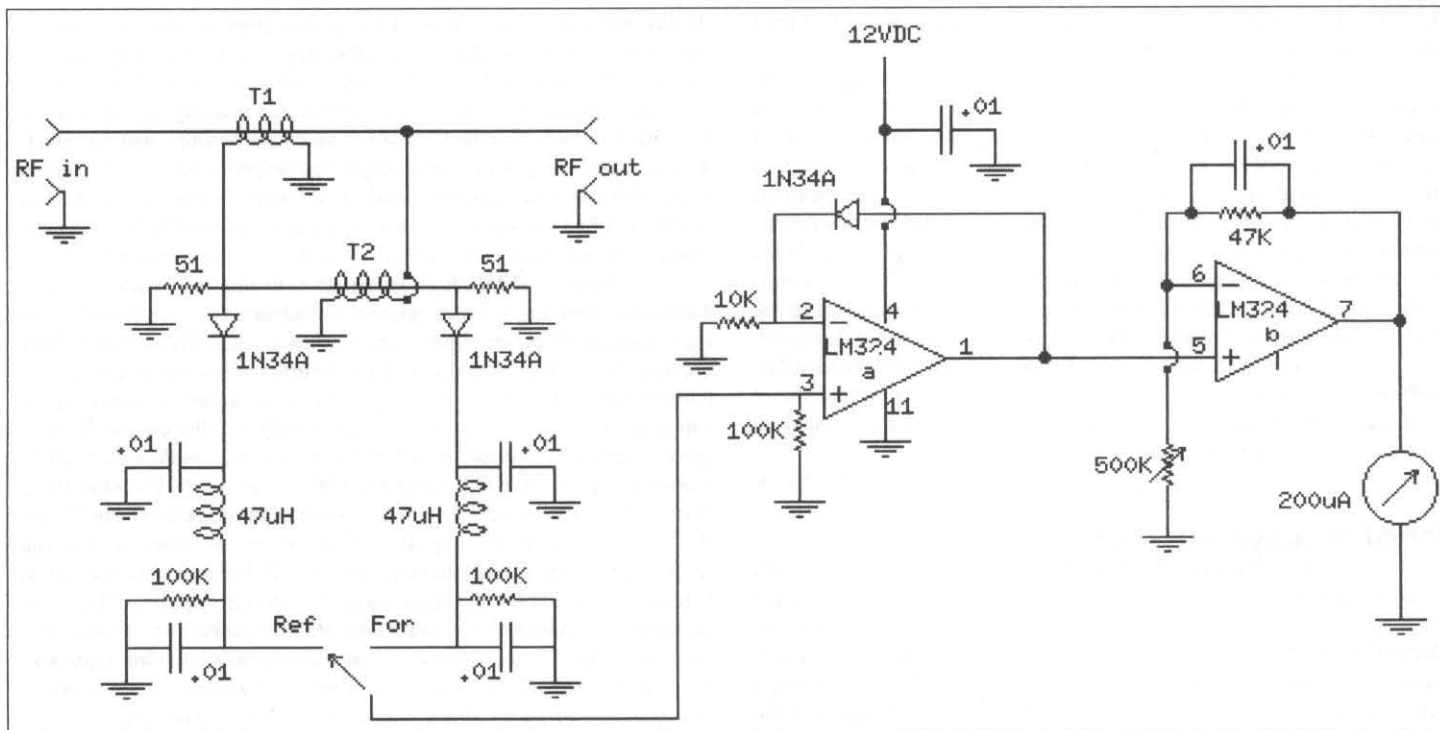 12VDC
T1
.01
RF in
RF out
1N34A
.01
47K
51
T2
51
10K
2
4
6
LM324
b
7
1N34A
1N34A
LM324
a
1
5
3
11
100K
.01
.01
500K
200uA
47uH
47uH
100K
100K
Ref
For
.01
.01